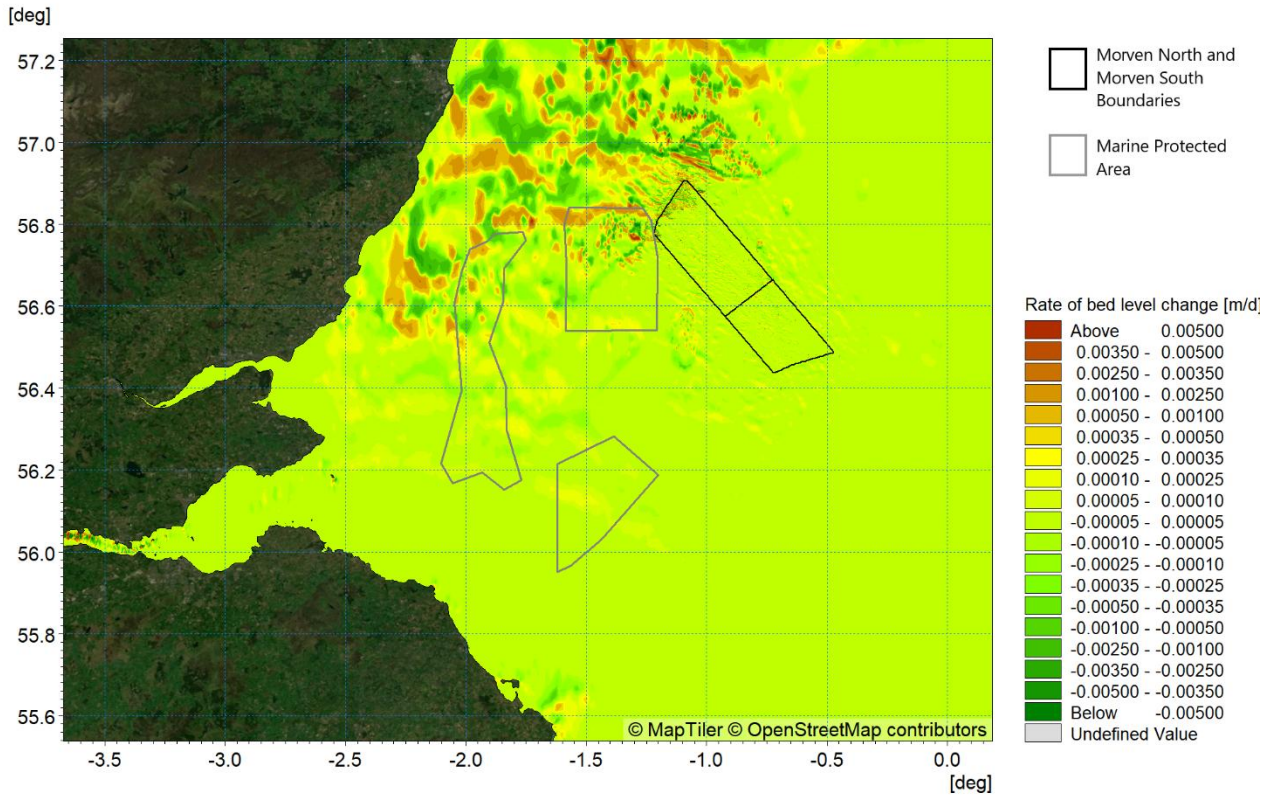 [deg]
57.2
57.0
56.8
56.6
56.4
56.2
56.0
55.8
55.6
-3.5 -3.0 -2.5 -2.0 -1.5 -1.0 -0.5 0.0
[deg]
© MapTiler © OpenStreetMap contributors
Morven North and
Morven South
Boundaries
Marine Protected
Area
Rate of bed level change [m/d]
Above 0.00500
0.00350 - 0.00500
0.00250 - 0.00350
0.00100 - 0.00250
0.00050 - 0.00100
0.00035 - 0.00050
0.00025 - 0.00035
0.00010 - 0.00025
0.00005 - 0.00010
-0.00005 - 0.00005
-0.00010 - -0.00005
-0.00025 - -0.00010
-0.00035 - -0.00025
-0.00050 - -0.00035
-0.00100 - -0.00050
-0.00250 - -0.00100
-0.00350 - -0.00250
-0.00500 - -0.00350
Below -0.00500
Undefined Value